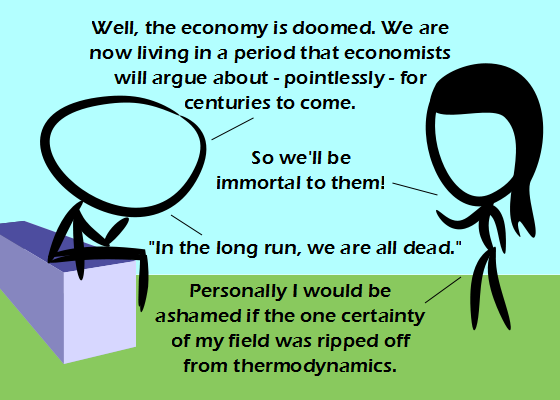 Well, the economy is doomed. We are
now living in a period that economists
will argue about - pointlessly - for
centuries to come.
So we'll be
immortal to them!
"In the long run, we are all dead."
Personally I would be
ashamed if the one certainty
of my field was ripped off
from thermodynamics.